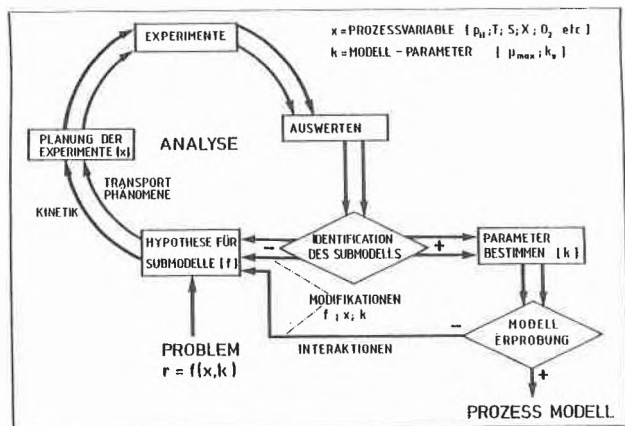 x = PROZESSVARIABLE { pH ; T ; S ; X ; O2 etc }
k = MODELL - PARAMETER { μmax ; ks }
EXPERIMENTE
AUSWERTEN
ANALYSE
PLANUNG DER
EXPERIMENTE {x}
TRANSPORT
PHÄNOMENE
KINETIK
HYPOTHESE FÜR
SUBMODELLE {f}
-
IDENTIFICATION
DES SUBMODELLS
+
PARAMETER
BESTIMMEN {k}
MODIFIKATIONEN
f ; x ; k
INTERAKTIONEN
-
MODELL
ERPROBUNG
+
PROBLEM
r = f(x,k)
PROZESS MODELL